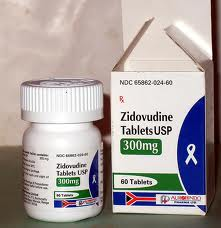 NDC 65862-024-60
Zidovudine
Tablets USP
300mg
60 Tablets
NDC 65862-024-60
Rx
Zidovudine
Tablets USP
300mg
60 Tablets
AUROBINDO